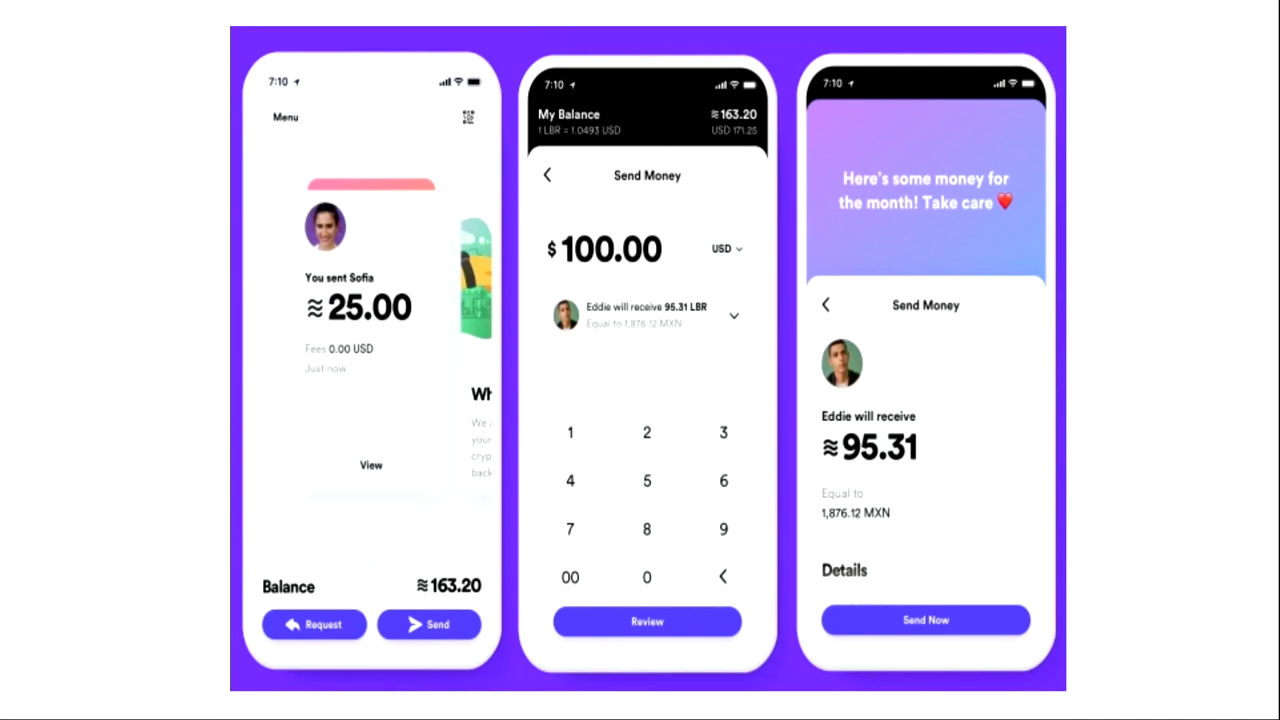 7:10
Menu
You sent Sofia
≋ 25.00
Fees 0.00 USD
Just now
View
Wh
We
your
cryp
back
Balance
≋ 163.20
Request
Send
7:10
My Balance
≋ 163.20
1 LBR = 1.0493 USD
USD 171.25
Send Money
$ 100.00
USD
Eddie will receive 95.31 LBR
Equal to 1,876.12 MXN
1 2 3
4 5 6
7 8 9
00 0
Review
7:10
Here's some money for
the month! Take care ❤️
Send Money
Eddie will receive
≋ 95.31
Equal to
1,876.12 MXN
Details
Send Now